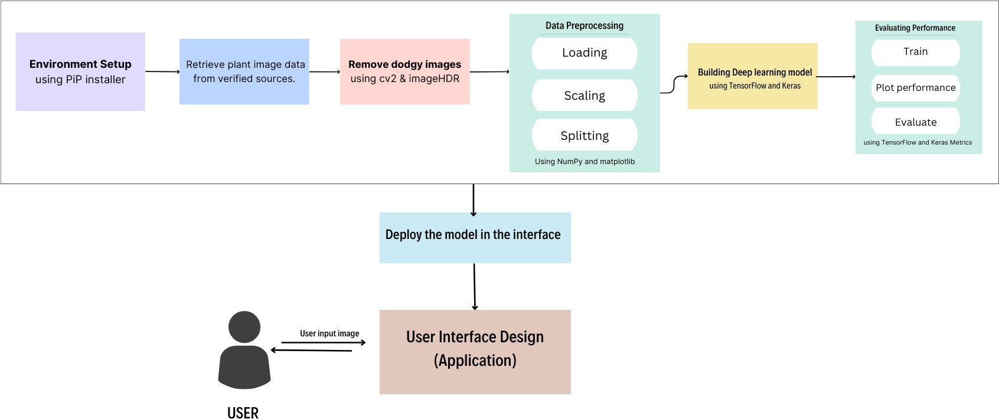 Environment Setup
using PiP installer
Retrieve plant image data
from verified sources.
Remove dodgy images
using cv2 & imageHDR
Data Preprocessing
Loading
Scaling
Splitting
Using NumPy and matplotlib
Building Deep learning model
using TensorFlow and Keras
Evaluating Performance
Train
Plot performance
Evaluate
using TensorFlow and Keras Metrics
Deploy the model in the interface
User input image
User Interface Design
(Application)
USER